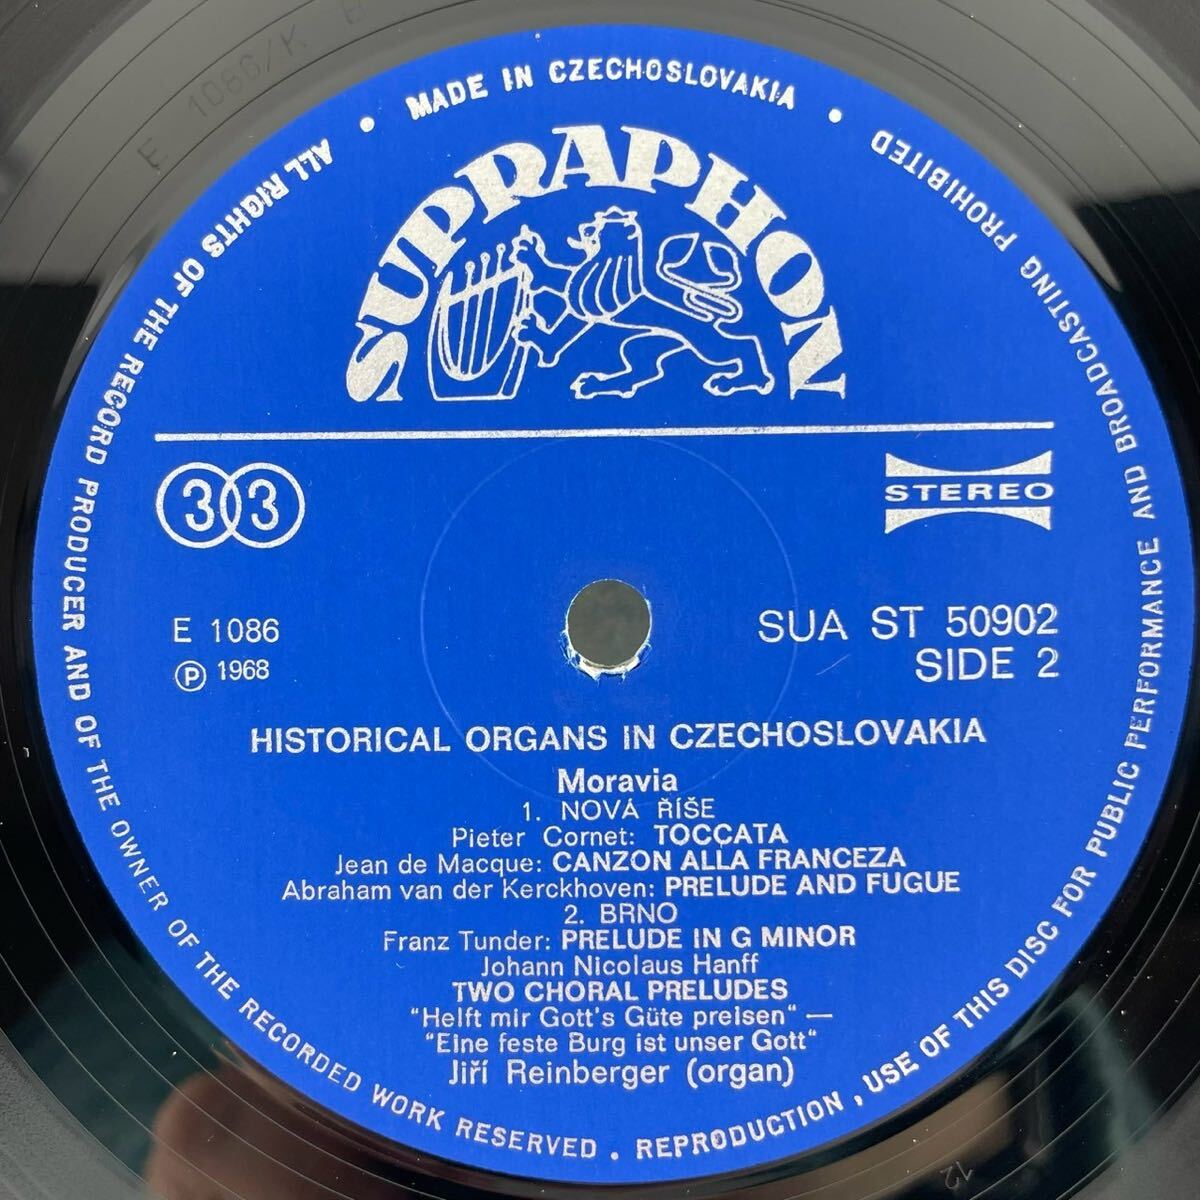 E 1086/K
MADE IN CZECHOSLOVAKIA • BROADCASTING PROHIBITED
ALL RIGHTS OF THE RECORD PRODUCER AND OF THE OWNER OF THE RECORDED WORK RESERVED . REPRODUCTION , USE OF THIS DISC FOR PUBLIC PERFORMANCE AND BROADCASTING PROHIBITED
SUPRAPHON
33
STEREO
E 1086
SUA ST 50902
℗ 1968
SIDE 2
HISTORICAL ORGANS IN CZECHOSLOVAKIA
Moravia
1. NOVÁ ŘÍŠE
Pieter Cornet: TOCCATA
Jean de Macque: CANZON ALLA FRANCEZA
Abraham van der Kerckhoven: PRELUDE AND FUGUE
2. BRNO
Franz Tunder: PRELUDE IN G MINOR
Johann Nicolaus Hanff
TWO CHORAL PRELUDES
"Helft mir Gott's Güte preisen" —
"Eine feste Burg ist unser Gott"
Jiří Reinberger (organ)
12